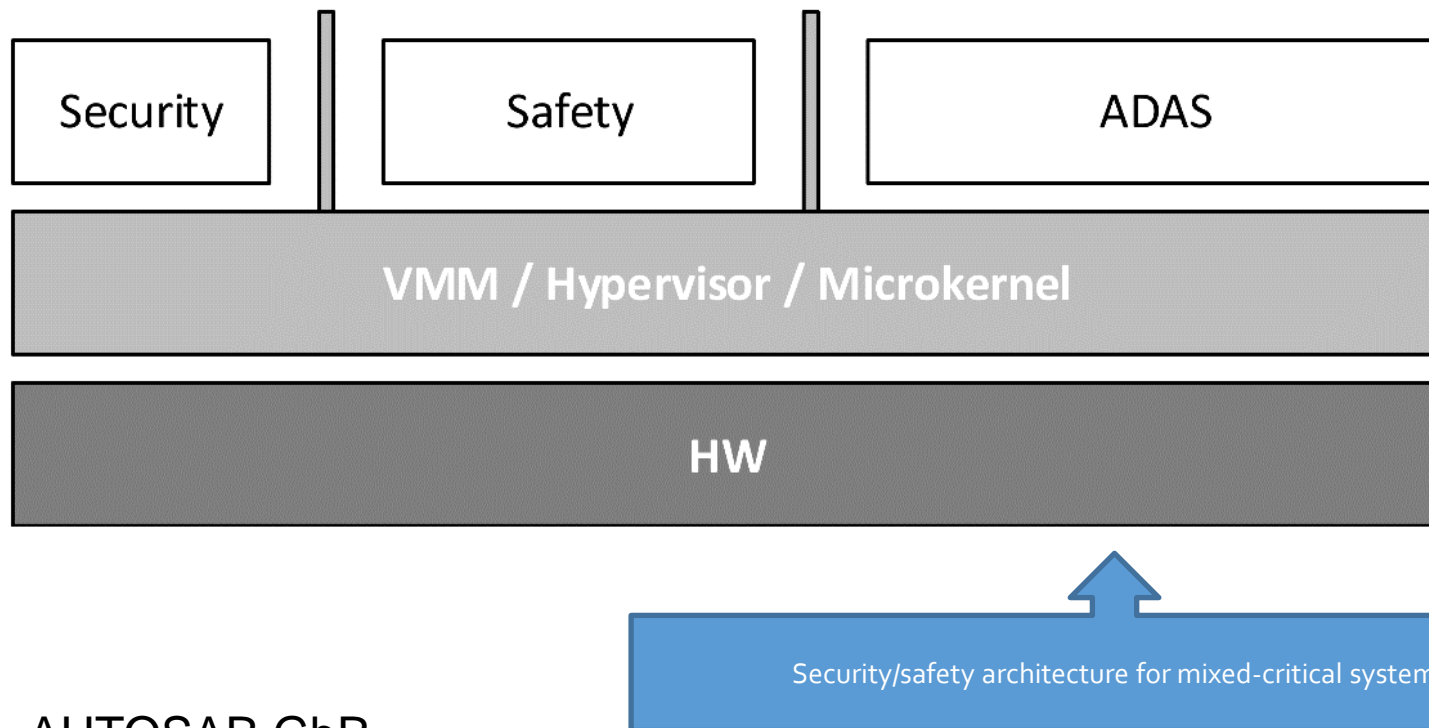 Security
Safety
ADAS
VMM / Hypervisor / Microkernel
HW
Security/safety architecture for mixed-critical system